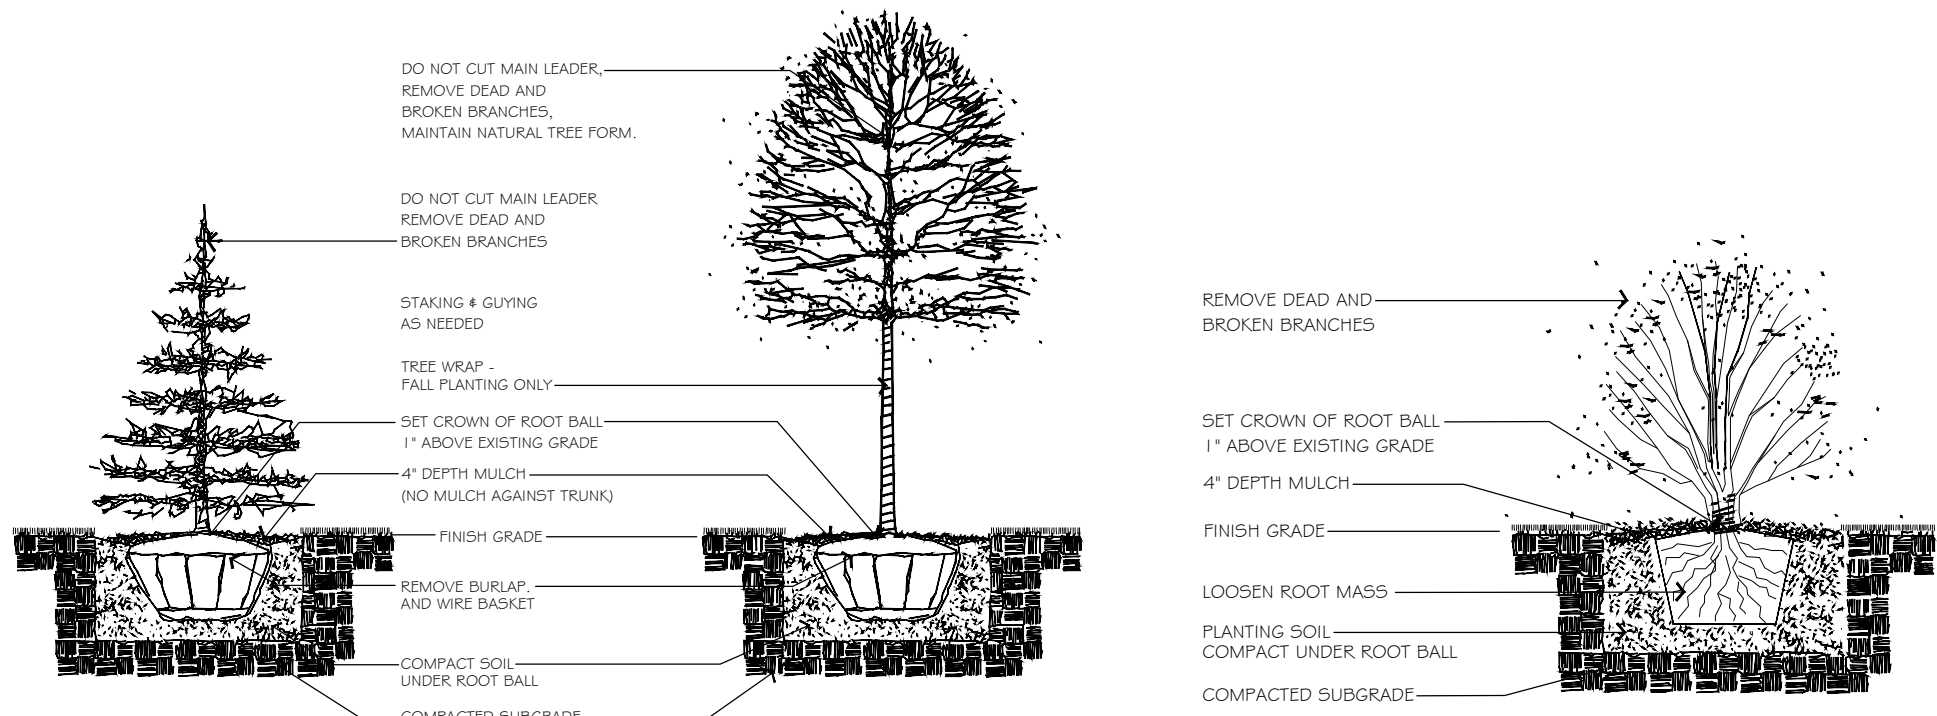 DO NOT CUT MAIN LEADER,
REMOVE DEAD AND
BROKEN BRANCHES,
MAINTAIN NATURAL TREE FORM.
DO NOT CUT MAIN LEADER
REMOVE DEAD AND
BROKEN BRANCHES
STAKING & GUYING
AS NEEDED
TREE WRAP -
FALL PLANTING ONLY
SET CROWN OF ROOT BALL
1" ABOVE EXISTING GRADE
4" DEPTH MULCH
(NO MULCH AGAINST TRUNK)
FINISH GRADE
REMOVE BURLAP.
AND WIRE BASKET
COMPACT SOIL
UNDER ROOT BALL
COMPACTED SUBGRADE
REMOVE DEAD AND
BROKEN BRANCHES
SET CROWN OF ROOT BALL
1" ABOVE EXISTING GRADE
4" DEPTH MULCH
FINISH GRADE
LOOSEN ROOT MASS
PLANTING SOIL
COMPACT UNDER ROOT BALL
COMPACTED SUBGRADE